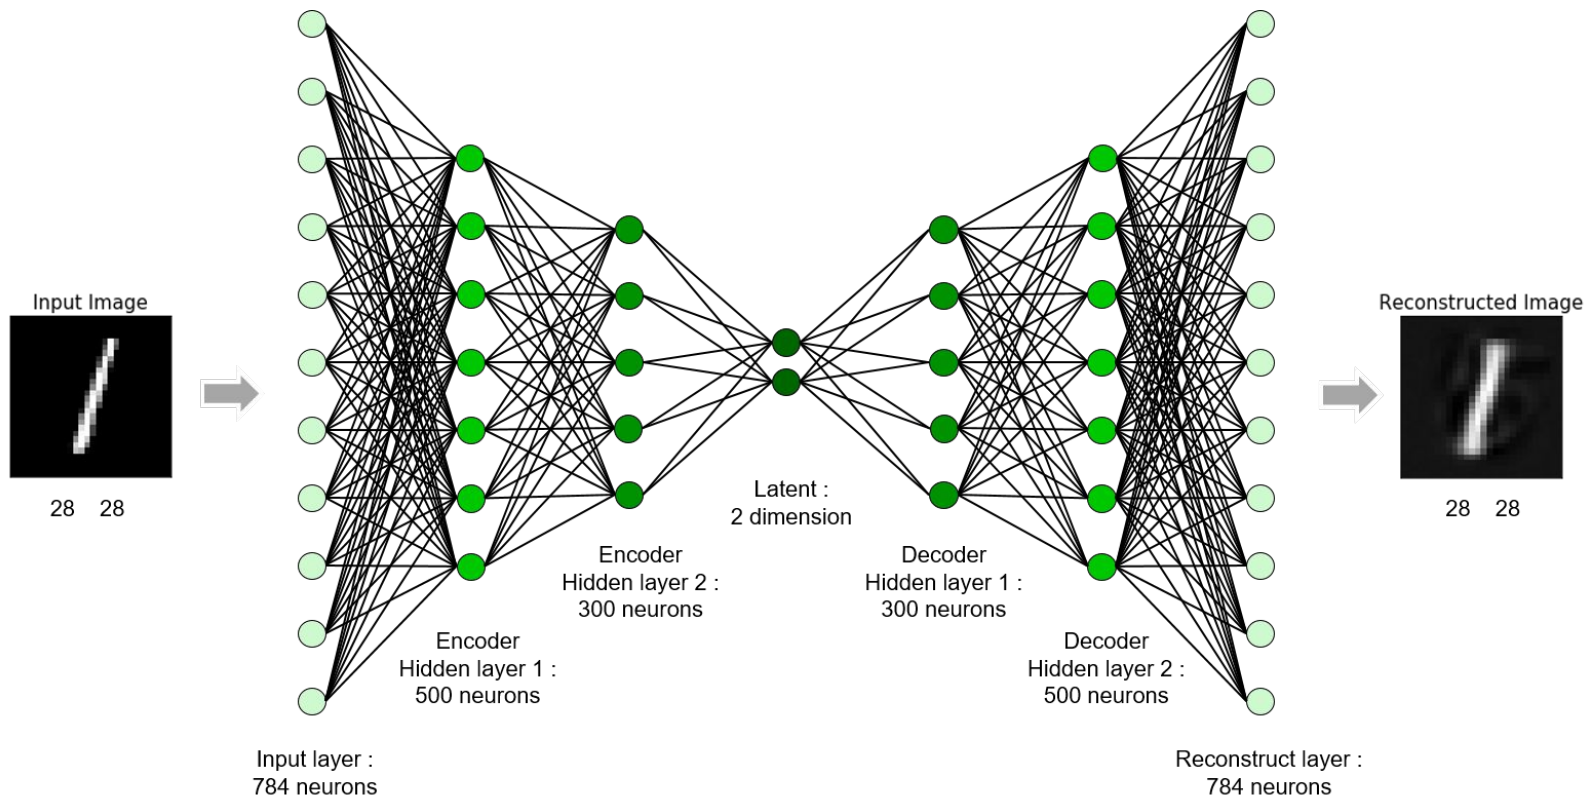 Input Image
28 28
Input layer :
784 neurons
Encoder
Hidden layer 1 :
500 neurons
Encoder
Hidden layer 2 :
300 neurons
Latent :
2 dimension
Decoder
Hidden layer 1 :
300 neurons
Decoder
Hidden layer 2 :
500 neurons
Reconstruct layer :
784 neurons
Reconstructed Image
28 28